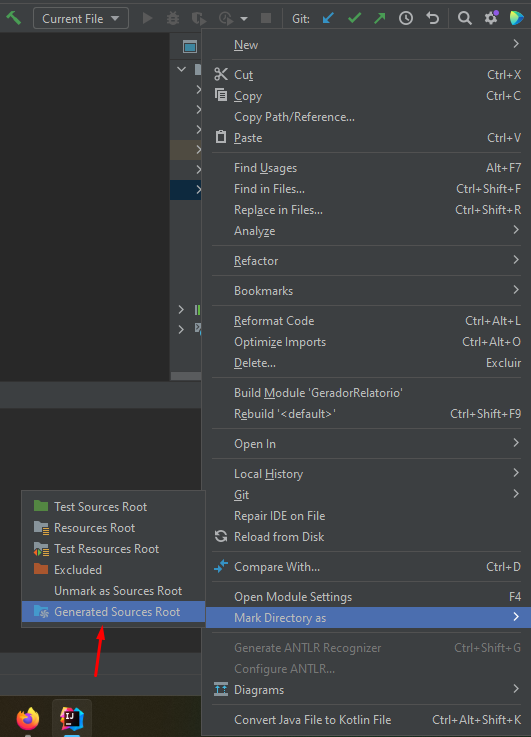 Current File
Git:
New
Cut Ctrl+X
Copy Ctrl+C
Copy Path/Reference...
Paste Ctrl+V
Find Usages Alt+F7
Find in Files... Ctrl+Shift+F
Replace in Files... Ctrl+Shift+R
Analyze
Refactor
Bookmarks
Reformat Code Ctrl+Alt+L
Optimize Imports Ctrl+Alt+O
Delete... Excluir
Build Module 'GeradorRelatorio'
Rebuild '<default>' Ctrl+Shift+F9
Open In
Local History
Git
Repair IDE on File
Reload from Disk
Compare With... Ctrl+D
Open Module Settings F4
Mark Directory as
Test Sources Root
Resources Root
Test Resources Root
Excluded
Unmark as Sources Root
Generated Sources Root
Generate ANTLR Recognizer Ctrl+Shift+G
Configure ANTLR...
Diagrams
Convert Java File to Kotlin File Ctrl+Alt+Shift+K
IJ